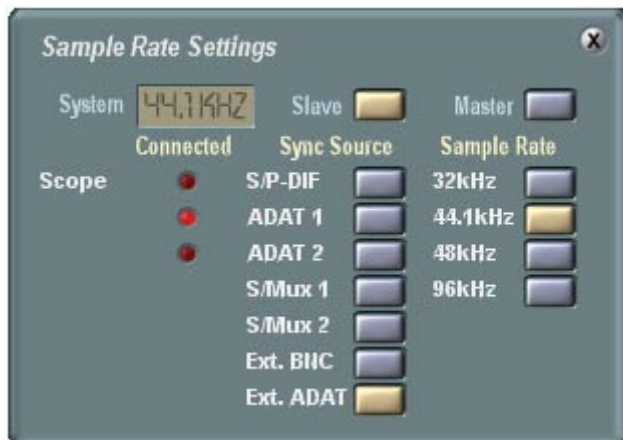 Sample Rate Settings X
System 44.1KHZ Slave Master
Connected Sync Source Sample Rate
Scope S/P-DIF 32kHz
ADAT 1 44.1kHz
ADAT 2 48kHz
S/Mux 1 96kHz
S/Mux 2
Ext. BNC
Ext. ADAT